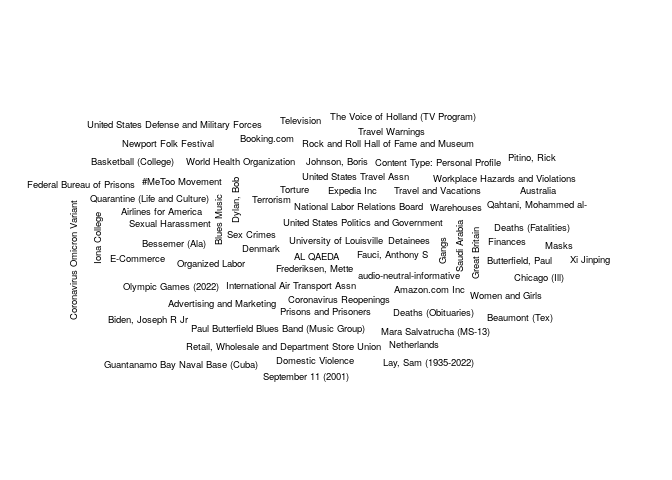 The Voice of Holland (TV Program)
Television
United States Defense and Military Forces
Travel Warnings
Booking.com
Newport Folk Festival
Rock and Roll Hall of Fame and Museum
Pitino, Rick
Basketball (College)
World Health Organization
Johnson, Boris
Content Type: Personal Profile
United States Travel Assn
Workplace Hazards and Violations
#MeToo Movement
Federal Bureau of Prisons
Torture
Expedia Inc
Travel and Vacations
Australia
Quarantine (Life and Culture)
Dylan, Bob
Terrorism
National Labor Relations Board
Warehouses
Qahtani, Mohammed al-
Airlines for America
Blues Music
Sexual Harassment
United States Politics and Government
Deaths (Fatalities)
Coronavirus Omicron Variant
Iona College
Sex Crimes
Bessemer (Ala)
Denmark
University of Louisville
Detainees
Gangs
Saudi Arabia
Great Britain
Finances
Masks
E-Commerce
Organized Labor
AL QAEDA
Fauci, Anthony S
Butterfield, Paul
Xi Jinping
Frederiksen, Mette
audio-neutral-informative
Chicago (Ill)
Olympic Games (2022)
International Air Transport Assn
Amazon.com Inc
Women and Girls
Advertising and Marketing
Coronavirus Reopenings
Prisons and Prisoners
Deaths (Obituaries)
Biden, Joseph R Jr
Beaumont (Tex)
Paul Butterfield Blues Band (Music Group)
Mara Salvatrucha (MS-13)
Retail, Wholesale and Department Store Union
Netherlands
Guantanamo Bay Naval Base (Cuba)
Domestic Violence
Lay, Sam (1935-2022)
September 11 (2001)